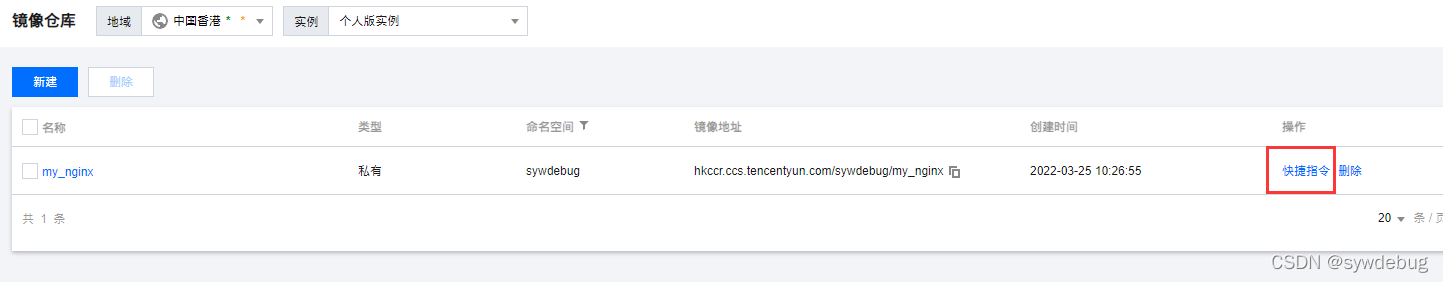 镜像仓库 地域 中国香港 * * 实例 个人版实例
新建 删除
名称 类型 命名空间 镜像地址 创建时间 操作
my_nginx 私有 sywdebug hkccr.ccs.tencentyun.com/sywdebug/my_nginx 2022-03-25 10:26:55 快捷指令 删除
共 1 条 20 条 / 页
CSDN @sywdebug